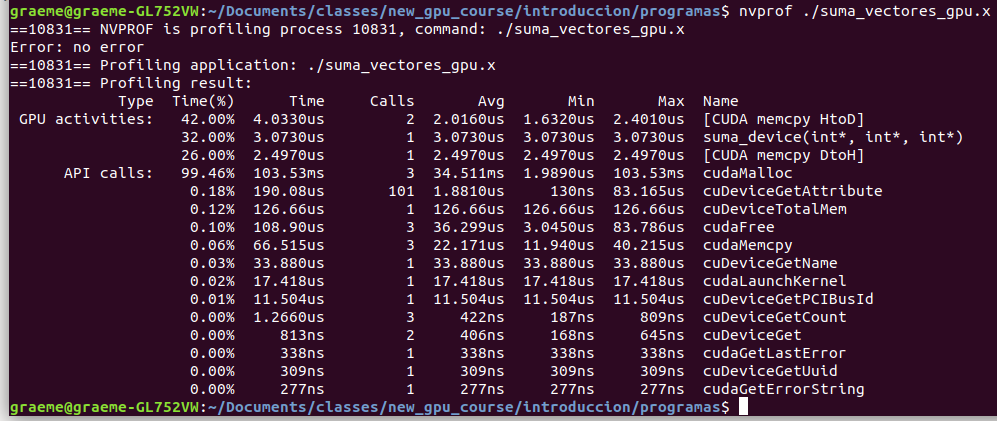 graeme@graeme-GL752VW:~/Documents/classes/new_gpu_course/introduccion/programas$ nvprof ./suma_vectores_gpu.x
==10831== NVPROF is profiling process 10831, command: ./suma_vectores_gpu.x
Error: no error
==10831== Profiling application: ./suma_vectores_gpu.x
==10831== Profiling result:
            Type  Time(%)      Time     Calls       Avg       Min       Max  Name
 GPU activities:   42.00%  4.0330us         2  2.0160us  1.6320us  2.4010us  [CUDA memcpy HtoD]
                   32.00%  3.0730us         1  3.0730us  3.0730us  3.0730us  suma_device(int*, int*, int*)
                   26.00%  2.4970us         1  2.4970us  2.4970us  2.4970us  [CUDA memcpy DtoH]
      API calls:   99.46%  103.53ms         3  34.511ms  1.9890us  103.53ms  cudaMalloc
                    0.18%  190.08us       101  1.8810us     130ns  83.165us  cuDeviceGetAttribute
                    0.12%  126.66us         1  126.66us  126.66us  126.66us  cuDeviceTotalMem
                    0.10%  108.90us         3  36.299us  3.0450us  83.786us  cudaFree
                    0.06%  66.515us         3  22.171us  11.940us  40.215us  cudaMemcpy
                    0.03%  33.880us         1  33.880us  33.880us  33.880us  cuDeviceGetName
                    0.02%  17.418us         1  17.418us  17.418us  17.418us  cudaLaunchKernel
                    0.01%  11.504us         1  11.504us  11.504us  11.504us  cuDeviceGetPCIBusId
                    0.00%  1.2660us         3     422ns     187ns     809ns  cuDeviceGetCount
                    0.00%     813ns         2     406ns     168ns     645ns  cuDeviceGet
                    0.00%     338ns         1     338ns     338ns     338ns  cudaGetLastError
                    0.00%     309ns         1     309ns     309ns     309ns  cuDeviceGetUuid
                    0.00%     277ns         1     277ns     277ns     277ns  cudaGetErrorString
graeme@graeme-GL752VW:~/Documents/classes/new_gpu_course/introduccion/programas$